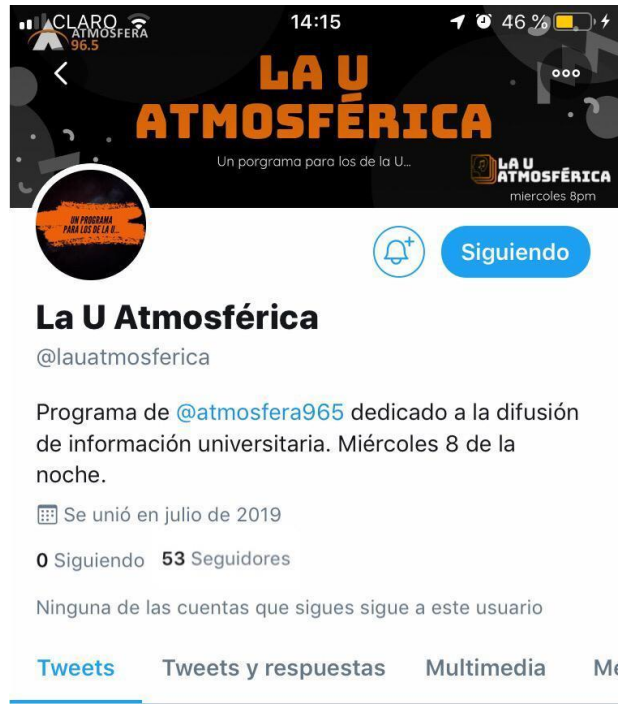 CLARO 14:15 46 %
ATMOSFERA
96.5
LA U
ATMOSFÉRICA
Un porgrama para los de la U...
LA U
ATMOSFÉRICA
miercoles 8pm
UN PROGRAMA
PARA LOS DE LA U...
Siguiendo
La U Atmosférica
@lauatmosferica
Programa de @atmosfera965 dedicado a la difusión
de información universitaria. Miércoles 8 de la
noche.
Se unió en julio de 2019
0 Siguiendo 53 Seguidores
Ninguna de las cuentas que sigues sigue a este usuario
Tweets Tweets y respuestas Multimedia Me